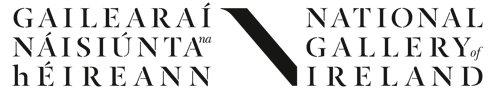 GAILEARAÍ
NÁISIÚNTA na
hÉIREANN
NATIONAL
GALLERY of
IRELAND